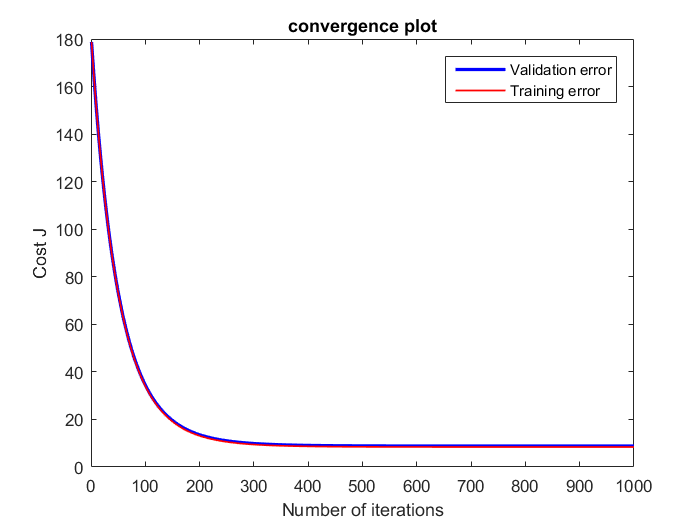 convergence plot
180
160
140
120
100
80
60
40
20
0
Cost J
Validation error
Training error
0 100 200 300 400 500 600 700 800 900 1000
Number of iterations